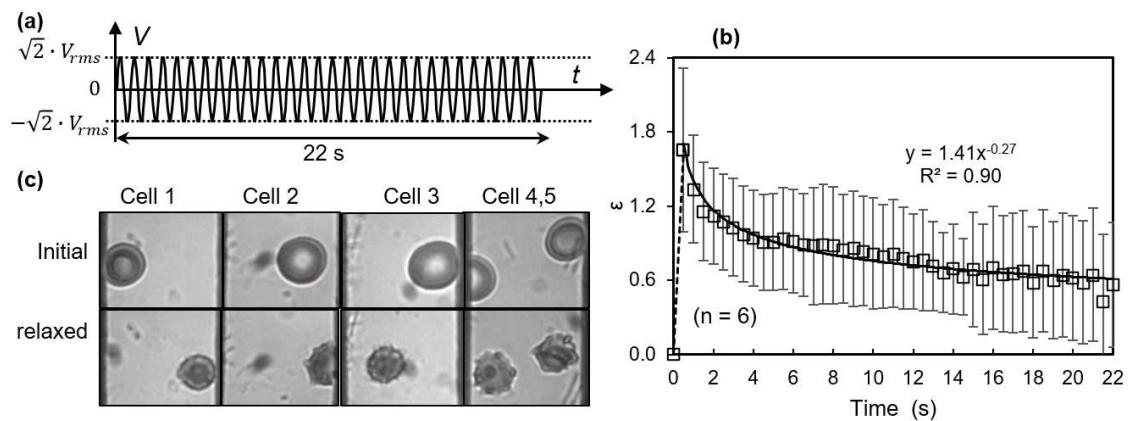 (a)
V
√2 · Vrms
0
t
−√2 · Vrms
22 s
(b)
2.4
1.8
1.2
0.6
0.0
ε
y = 1.41x^-0.27
R² = 0.90
(n = 6)
0 2 4 6 8 10 12 14 16 18 20 22
Time (s)
(c)
Cell 1 Cell 2 Cell 3 Cell 4,5
Initial
relaxed